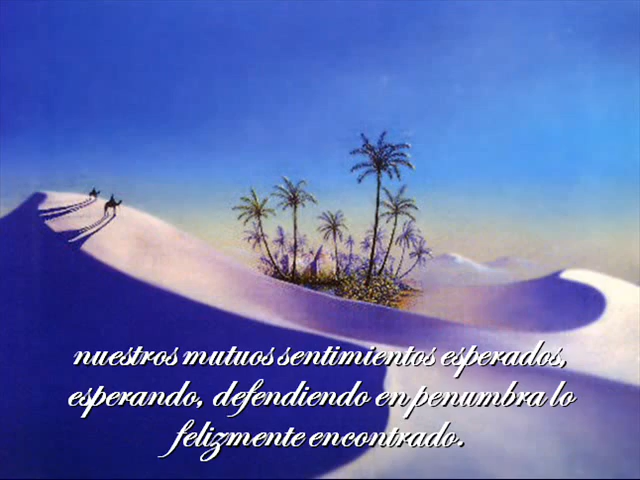 nuestros mutuos sentimientos esperados,
esperando, defendiendo en penumbra lo
felizmente encontrado.